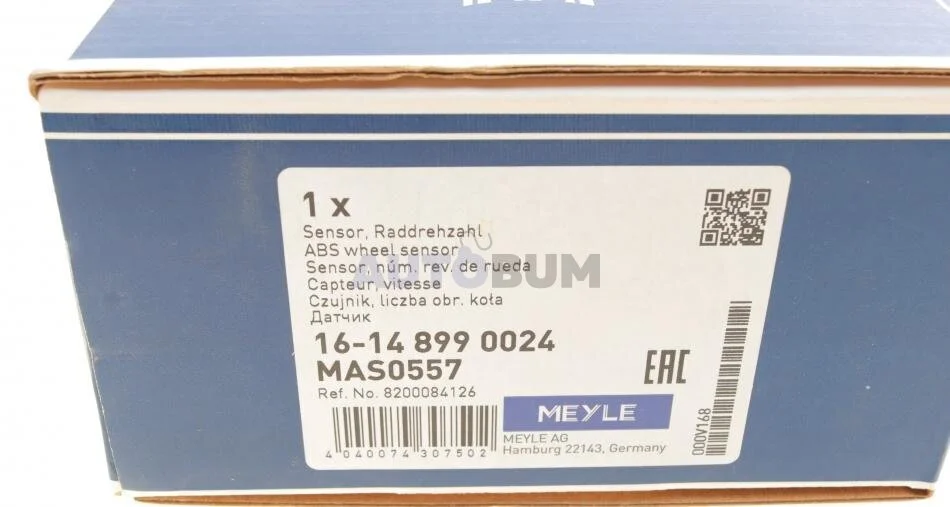 1 x
Sensor, Raddrehzahl
ABS wheel sensor
Sensor, núm. rev. de rueda
Capteur, vitesse
Czujnik, liczba obr. koła
Датчик
AUTOBUM
16-14 899 0024
MAS0557
Ref. No. 8200084126
EAC
MEYLE
MEYLE AG
Hamburg 22143, Germany
4 040074 307502
000V168